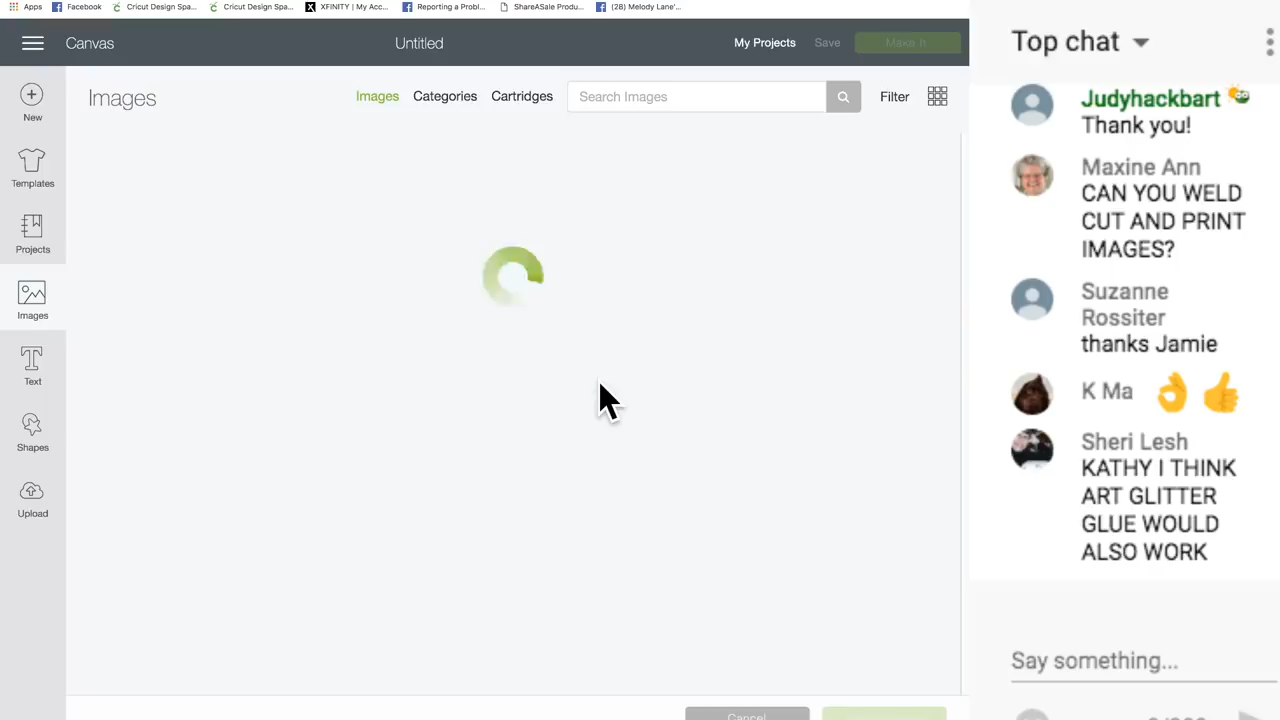 Apps Facebook Cricut Design Spa... Cricut Design Spa... XFINITY | My Acc... Reporting a Probl... ShareASale Produ... (28) Melody Lane'...
Canvas Untitled My Projects Save Make It
Images Images Categories Cartridges Search Images Filter
New
Templates
Projects
Images
Text
Shapes
Upload
Cancel
Top chat
Judyhackbart
Thank you!
Maxine Ann
CAN YOU WELD
CUT AND PRINT
IMAGES?
Suzanne
Rossiter
thanks Jamie
K Ma
Sheri Lesh
KATHY I THINK
ART GLITTER
GLUE WOULD
ALSO WORK
Say something...